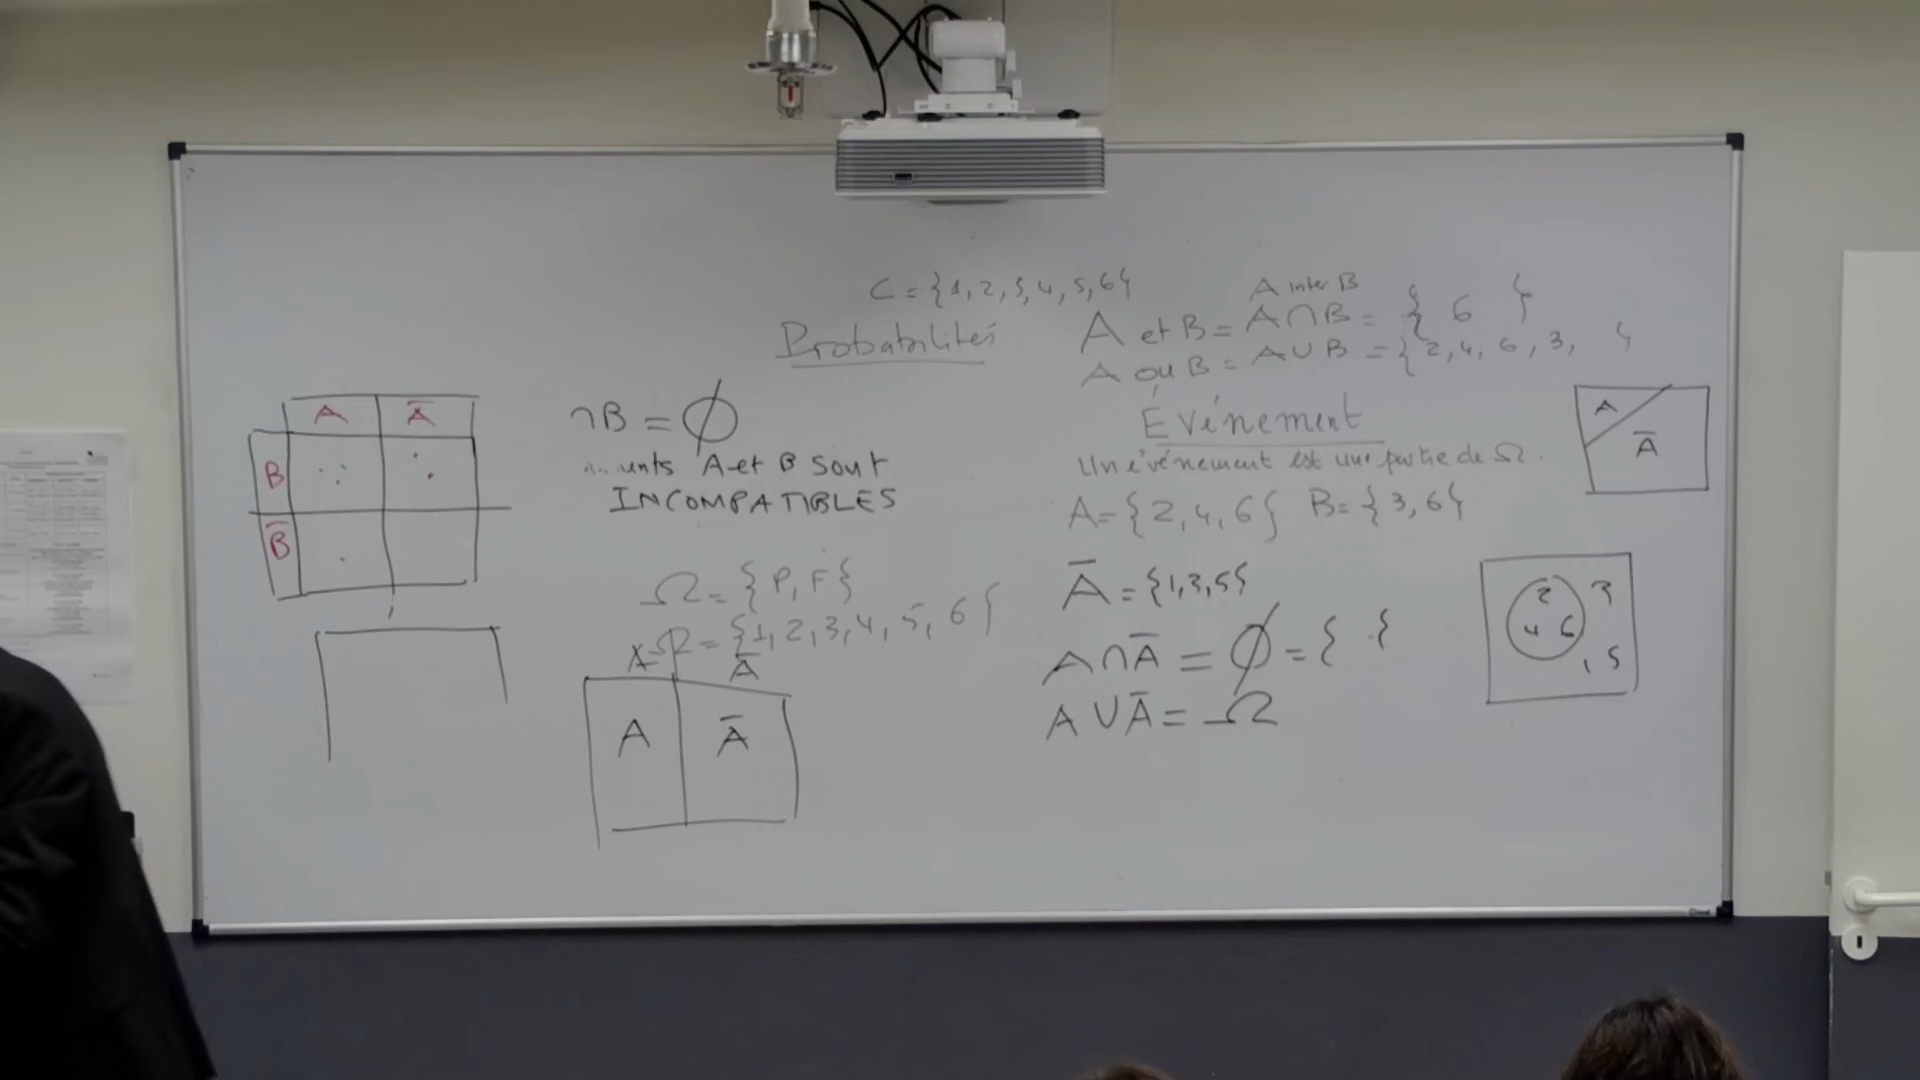 C = {1, 2, 3, 4, 5, 6}
Probabilités
A inter B
A et B = A ∩ B = { 6 }
A ou B = A ∪ B = {2, 4, 6, 3, }
Événement
Un événement est une partie de Ω.
A = {2, 4, 6} B = {3, 6}
Ā = {1, 3, 5}
A ∩ Ā = ∅ = { }
A ∪ Ā = Ω
A
Ā
2 3
4 6
1 5
A Ā
B
B̄
∩ B = ∅
A et B sont
INCOMPATIBLES
Ω = {P, F}
Ω = {1, 2, 3, 4, 5, 6}
Ā
A Ā